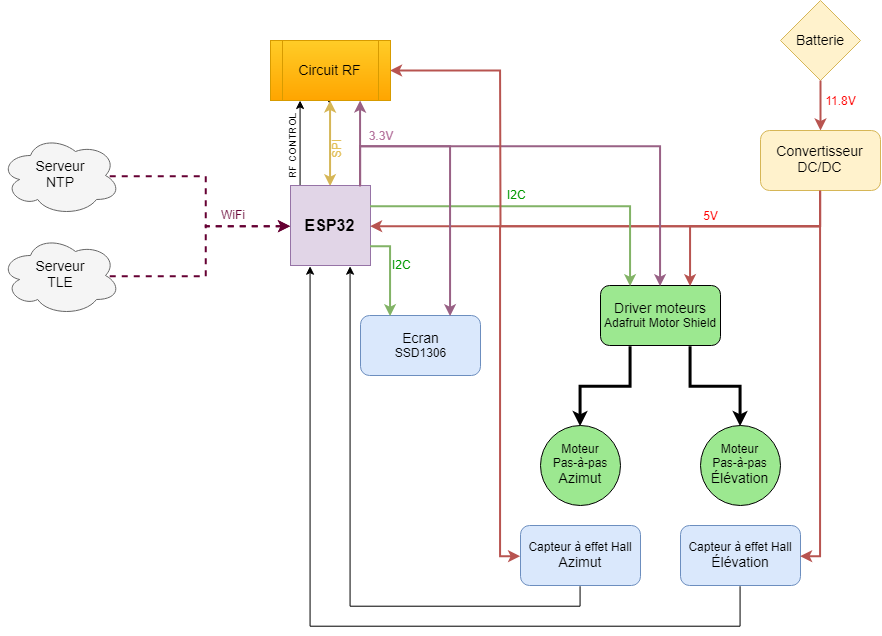 Batterie
11.8V
Circuit RF
RF CONTROL
SPI
3.3V
Convertisseur
DC/DC
Serveur
NTP
WiFi
ESP32
I2C
5V
Serveur
TLE
I2C
Ecran
SSD1306
Driver moteurs
Adafruit Motor Shield
Moteur
Pas-à-pas
Azimut
Moteur
Pas-à-pas
Élévation
Capteur à effet Hall
Azimut
Capteur à effet Hall
Élévation